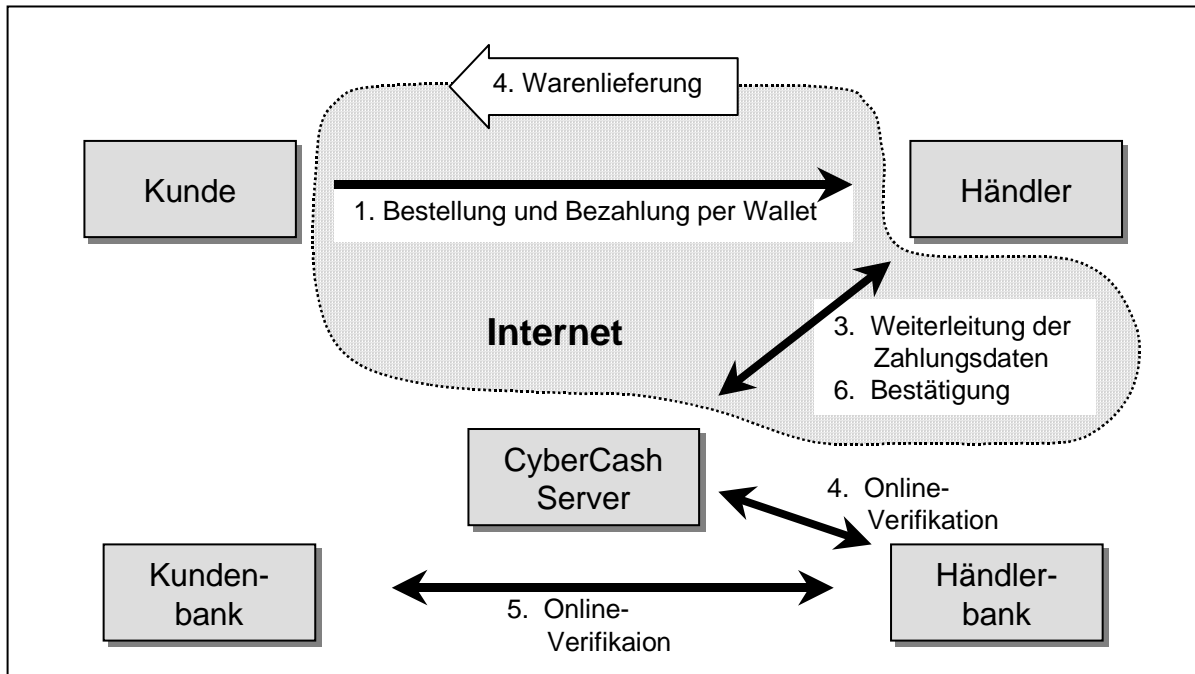 4. Warenlieferung
Kunde
Händler
1. Bestellung und Bezahlung per Wallet
Internet
3. Weiterleitung der
Zahlungsdaten
6. Bestätigung
CyberCash
Server
4. Online-
Verifikation
Kunden-
bank
5. Online-
Verifikaion
Händler-
bank